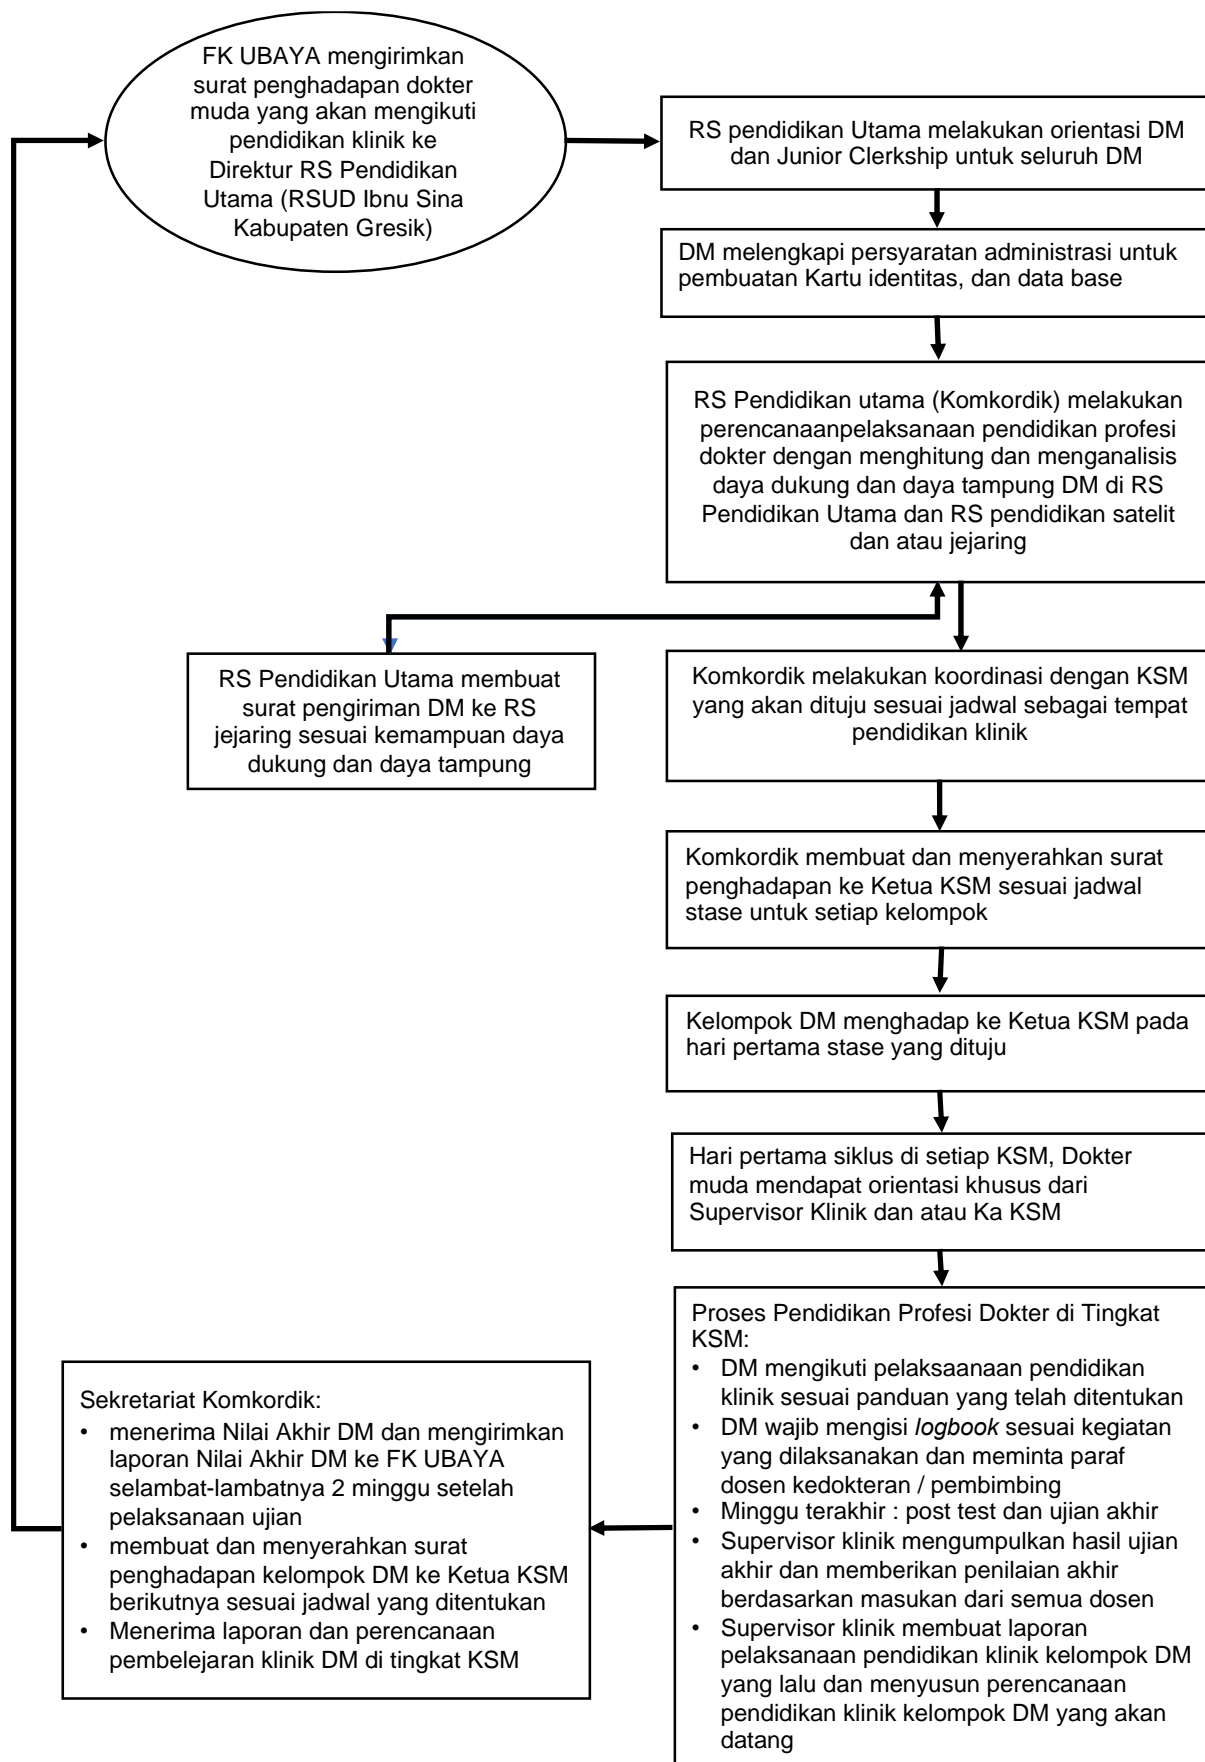 FK UBAYA mengirimkan
surat penghadapan dokter
muda yang akan mengikuti
pendidikan klinik ke
Direktur RS Pendidikan
Utama (RSUD Ibnu Sina
Kabupaten Gresik)
RS pendidikan Utama melakukan orientasi DM
dan Junior Clerkship untuk seluruh DM
DM melengkapi persyaratan administrasi untuk
pembuatan Kartu identitas, dan data base
RS Pendidikan utama (Komkordik) melakukan
perencanaanpelaksanaan pendidikan profesi
dokter dengan menghitung dan menganalisis
daya dukung dan daya tampung DM di RS
Pendidikan Utama dan RS pendidikan satelit
dan atau jejaring
RS Pendidikan Utama membuat
surat pengiriman DM ke RS
jejaring sesuai kemampuan daya
dukung dan daya tampung
Komkordik melakukan koordinasi dengan KSM
yang akan dituju sesuai jadwal sebagai tempat
pendidikan klinik
Komkordik membuat dan menyerahkan surat
penghadapan ke Ketua KSM sesuai jadwal
stase untuk setiap kelompok
Kelompok DM menghadap ke Ketua KSM pada
hari pertama stase yang dituju
Hari pertama siklus di setiap KSM, Dokter
muda mendapat orientasi khusus dari
Supervisor Klinik dan atau Ka KSM
Proses Pendidikan Profesi Dokter di Tingkat
KSM:
• DM mengikuti pelaksaanaan pendidikan
klinik sesuai panduan yang telah ditentukan
• DM wajib mengisi logbook sesuai kegiatan
yang dilaksanakan dan meminta paraf
dosen kedokteran / pembimbing
• Minggu terakhir : post test dan ujian akhir
• Supervisor klinik mengumpulkan hasil ujian
akhir dan memberikan penilaian akhir
berdasarkan masukan dari semua dosen
• Supervisor klinik membuat laporan
pelaksanaan pendidikan klinik kelompok DM
yang lalu dan menyusun perencanaan
pendidikan klinik kelompok DM yang akan
datang
Sekretariat Komkordik:
• menerima Nilai Akhir DM dan mengirimkan
laporan Nilai Akhir DM ke FK UBAYA
selambat-lambatnya 2 minggu setelah
pelaksanaan ujian
• membuat dan menyerahkan surat
penghadapan kelompok DM ke Ketua KSM
berikutnya sesuai jadwal yang ditentukan
• Menerima laporan dan perencanaan
pembelejaran klinik DM di tingkat KSM